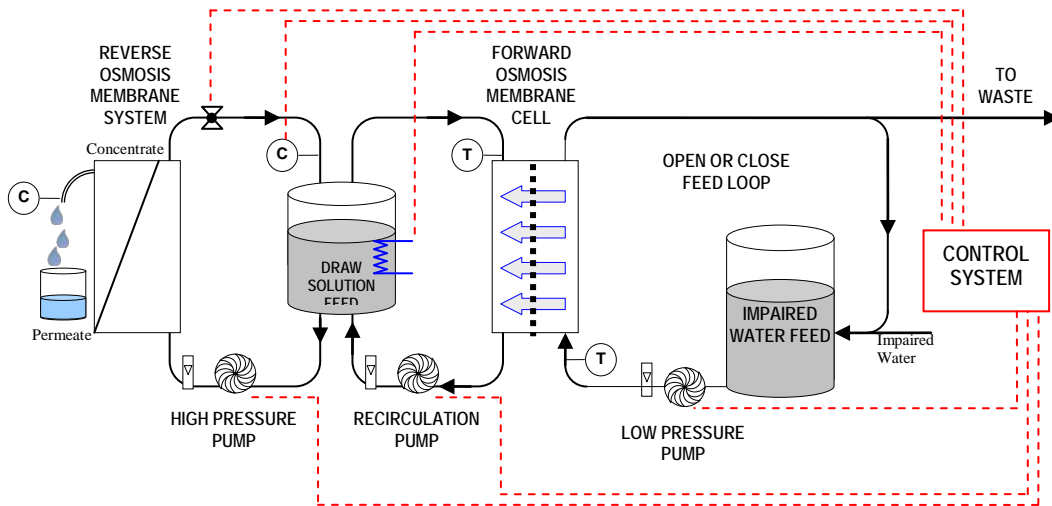 REVERSE
OSMOSIS
MEMBRANE
SYSTEM
FORWARD
OSMOSIS
MEMBRANE
CELL
TO
WASTE
Concentrate
C
C
T
OPEN OR CLOSE
FEED LOOP
CONTROL
SYSTEM
DRAW
SOLUTION
FEED
IMPAIRED
WATER FEED
Permeate
Impaired
Water
T
HIGH PRESSURE
PUMP
RECIRCULATION
PUMP
LOW PRESSURE
PUMP